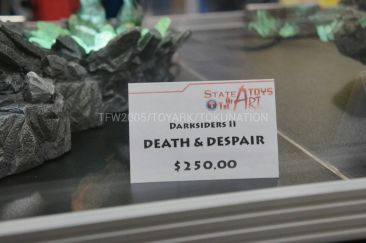 STATE OF THE ART TOYS
TFW2005/TOYARK/TOKUNATION
DARKSIDERS II
DEATH & DESPAIR
$250.00